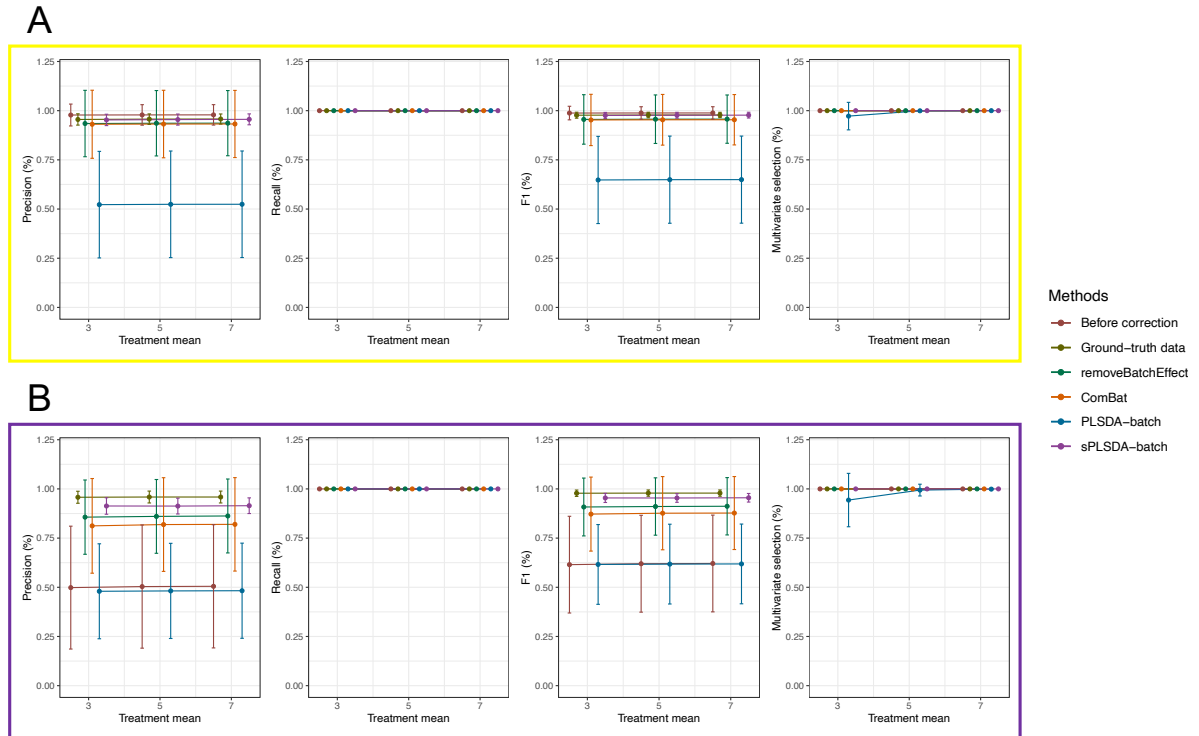 A
Precision (%)
1.25
1.00
0.75
0.50
0.25
0.00
3 5 7
Treatment mean
Recall (%)
1.25
1.00
0.75
0.50
0.25
0.00
3 5 7
Treatment mean
F1 (%)
1.25
1.00
0.75
0.50
0.25
0.00
3 5 7
Treatment mean
Multivariate selection (%)
1.25
1.00
0.75
0.50
0.25
0.00
3 5 7
Treatment mean
B
Precision (%)
1.25
1.00
0.75
0.50
0.25
0.00
3 5 7
Treatment mean
Recall (%)
1.25
1.00
0.75
0.50
0.25
0.00
3 5 7
Treatment mean
F1 (%)
1.25
1.00
0.75
0.50
0.25
0.00
3 5 7
Treatment mean
Multivariate selection (%)
1.25
1.00
0.75
0.50
0.25
0.00
3 5 7
Treatment mean
Methods
Before correction
Ground−truth data
removeBatchEffect
ComBat
PLSDA−batch
sPLSDA−batch